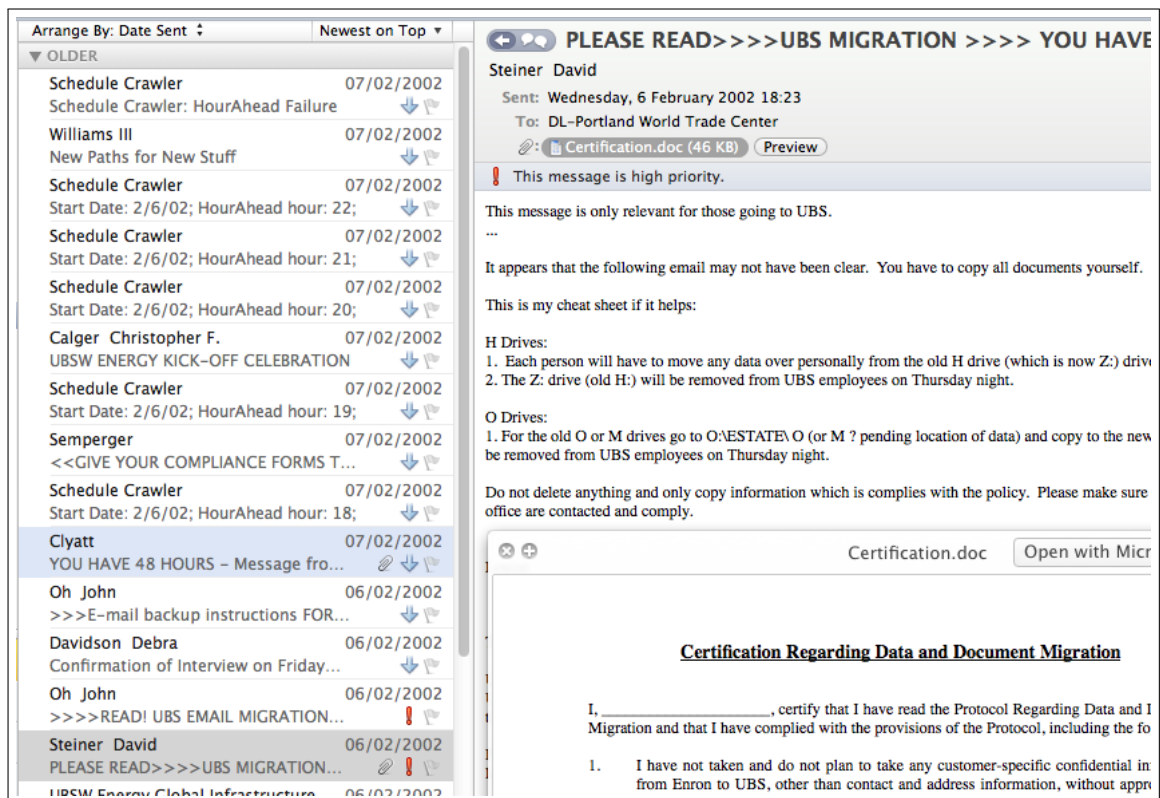 Arrange By: Date Sent Newest on Top
OLDER
Schedule Crawler 07/02/2002
Schedule Crawler: HourAhead Failure
Williams III 07/02/2002
New Paths for New Stuff
Schedule Crawler 07/02/2002
Start Date: 2/6/02; HourAhead hour: 22;
Schedule Crawler 07/02/2002
Start Date: 2/6/02; HourAhead hour: 21;
Schedule Crawler 07/02/2002
Start Date: 2/6/02; HourAhead hour: 20;
Calger Christopher F. 07/02/2002
UBSW ENERGY KICK-OFF CELEBRATION
Schedule Crawler 07/02/2002
Start Date: 2/6/02; HourAhead hour: 19;
Semperger 07/02/2002
<<GIVE YOUR COMPLIANCE FORMS T...
Schedule Crawler 07/02/2002
Start Date: 2/6/02; HourAhead hour: 18;
Clyatt 07/02/2002
YOU HAVE 48 HOURS – Message fro...
Oh John 06/02/2002
>>>E-mail backup instructions FOR...
Davidson Debra 06/02/2002
Confirmation of Interview on Friday...
Oh John 06/02/2002
>>>>READ! UBS EMAIL MIGRATION...
Steiner David 06/02/2002
PLEASE READ>>>>UBS MIGRATION...
UBSW Energy Global Infrastructure 06/02/2002
PLEASE READ>>>>UBS MIGRATION >>>> YOU HAVE
Steiner David
Sent: Wednesday, 6 February 2002 18:23
To: DL-Portland World Trade Center
: Certification.doc (46 KB) Preview
This message is high priority.
This message is only relevant for those going to UBS.
...
It appears that the following email may not have been clear. You have to copy all documents yourself.
This is my cheat sheet if it helps:
H Drives:
1. Each person will have to move any data over personally from the old H drive (which is now Z:) drive
2. The Z: drive (old H:) will be removed from UBS employees on Thursday night.
O Drives:
1. For the old O or M drives go to O:\ESTATE\ O (or M ? pending location of data) and copy to the new
be removed from UBS employees on Thursday night.
Do not delete anything and only copy information which is complies with the policy. Please make sure
office are contacted and comply.
Certification.doc Open with Micr
Certification Regarding Data and Document Migration
I, ____________________, certify that I have read the Protocol Regarding Data and
Migration and that I have complied with the provisions of the Protocol, including the fo
1. I have not taken and do not plan to take any customer-specific confidential in
from Enron to UBS, other than contact and address information, without appr